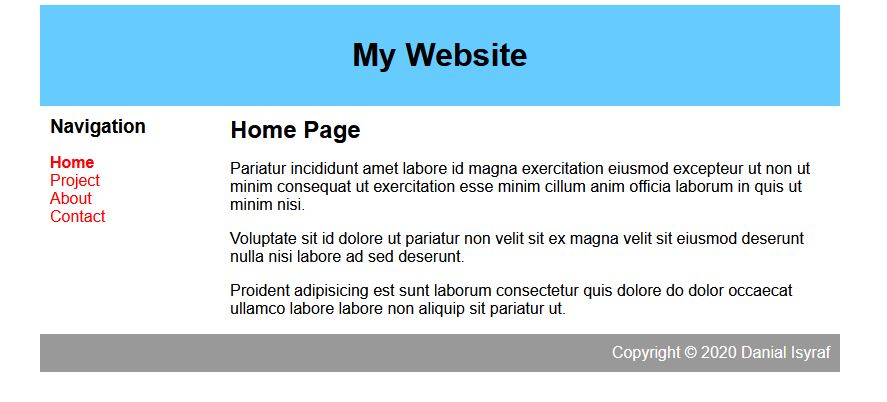 My Website
Navigation
Home
Project
About
Contact
Home Page
Pariatur incididunt amet labore id magna exercitation eiusmod excepteur ut non ut
minim consequat ut exercitation esse minim cillum anim officia laborum in quis ut
minim nisi.
Voluptate sit id dolore ut pariatur non velit sit ex magna velit sit eiusmod deserunt
nulla nisi labore ad sed deserunt.
Proident adipisicing est sunt laborum consectetur quis dolore do dolor occaecat
ullamco labore labore non aliquip sit pariatur ut.
Copyright © 2020 Danial Isyraf